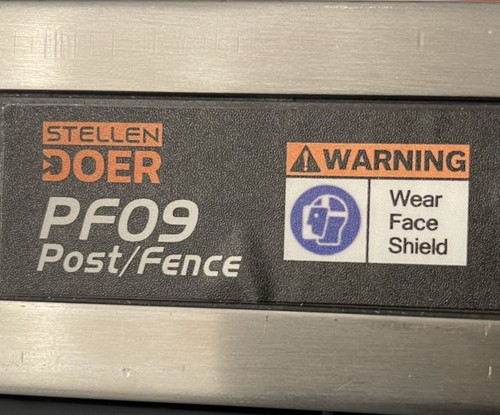 STELLEN
DOER
PF09
Post/Fence
WARNING
Wear
Face
Shield